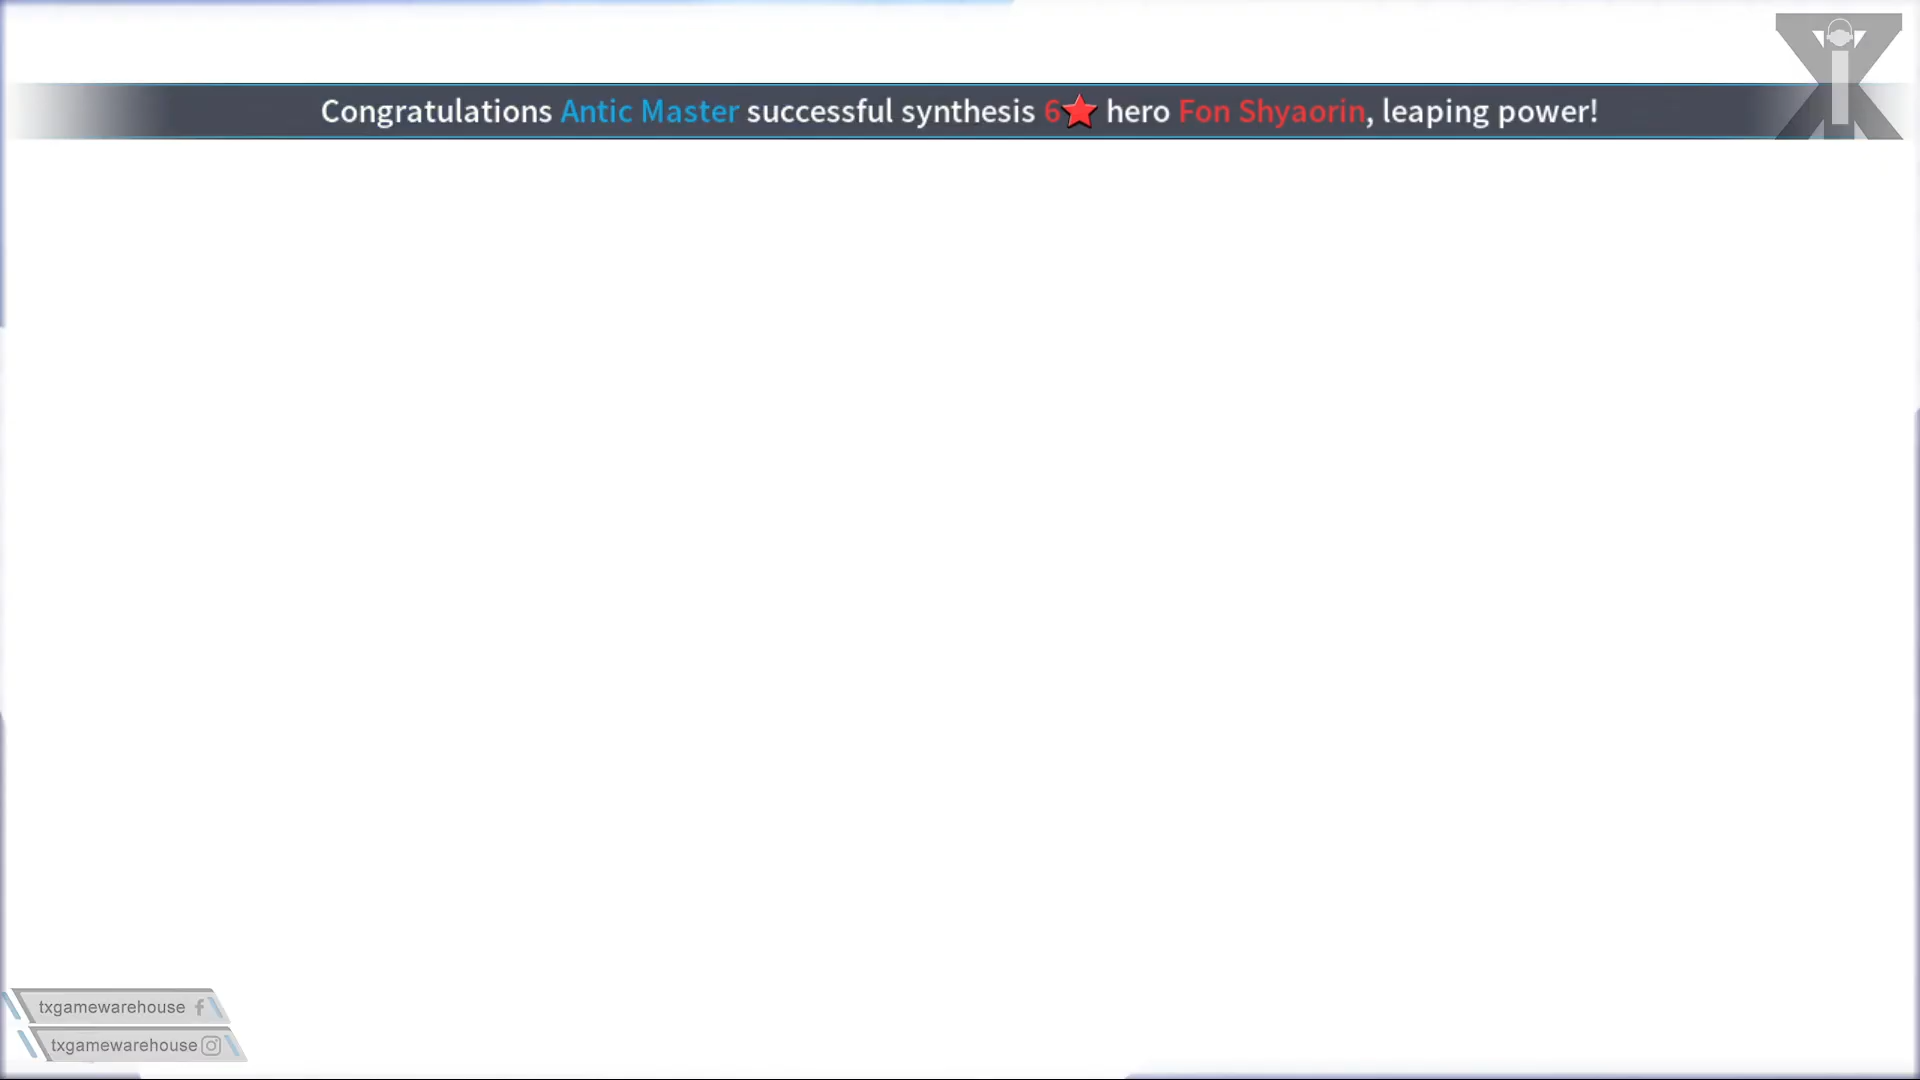 Congratulations Antic Master successful synthesis 6★ hero Fon Shyaorin, leaping power!
txgamewarehouse
txgamewarehouse